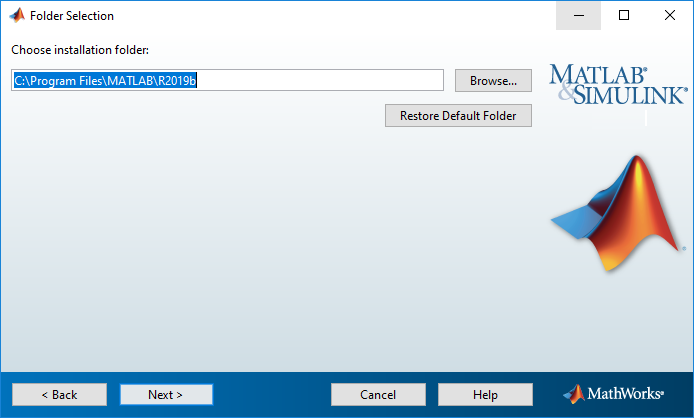 Folder Selection
Choose installation folder:
C:\Program Files\MATLAB\R2019b
Browse...
Restore Default Folder
MATLAB®
&SIMULINK®
< Back
Next >
Cancel
Help
MathWorks®